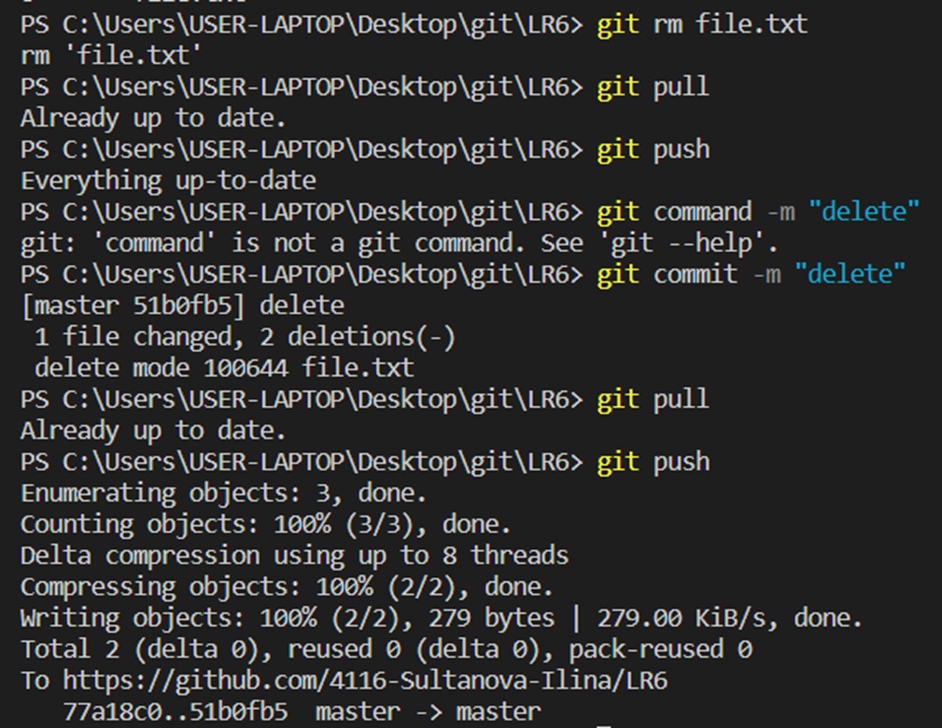 PS C:\Users\USER-LAPTOP\Desktop\git\LR6> git rm file.txt
rm 'file.txt'
PS C:\Users\USER-LAPTOP\Desktop\git\LR6> git pull
Already up to date.
PS C:\Users\USER-LAPTOP\Desktop\git\LR6> git push
Everything up-to-date
PS C:\Users\USER-LAPTOP\Desktop\git\LR6> git command -m "delete"
git: 'command' is not a git command. See 'git --help'.
PS C:\Users\USER-LAPTOP\Desktop\git\LR6> git commit -m "delete"
[master 51b0fb5] delete
 1 file changed, 2 deletions(-)
 delete mode 100644 file.txt
PS C:\Users\USER-LAPTOP\Desktop\git\LR6> git pull
Already up to date.
PS C:\Users\USER-LAPTOP\Desktop\git\LR6> git push
Enumerating objects: 3, done.
Counting objects: 100% (3/3), done.
Delta compression using up to 8 threads
Compressing objects: 100% (2/2), done.
Writing objects: 100% (2/2), 279 bytes | 279.00 KiB/s, done.
Total 2 (delta 0), reused 0 (delta 0), pack-reused 0
To https://github.com/4116-Sultanova-Ilina/LR6
   77a18c0..51b0fb5  master -> master